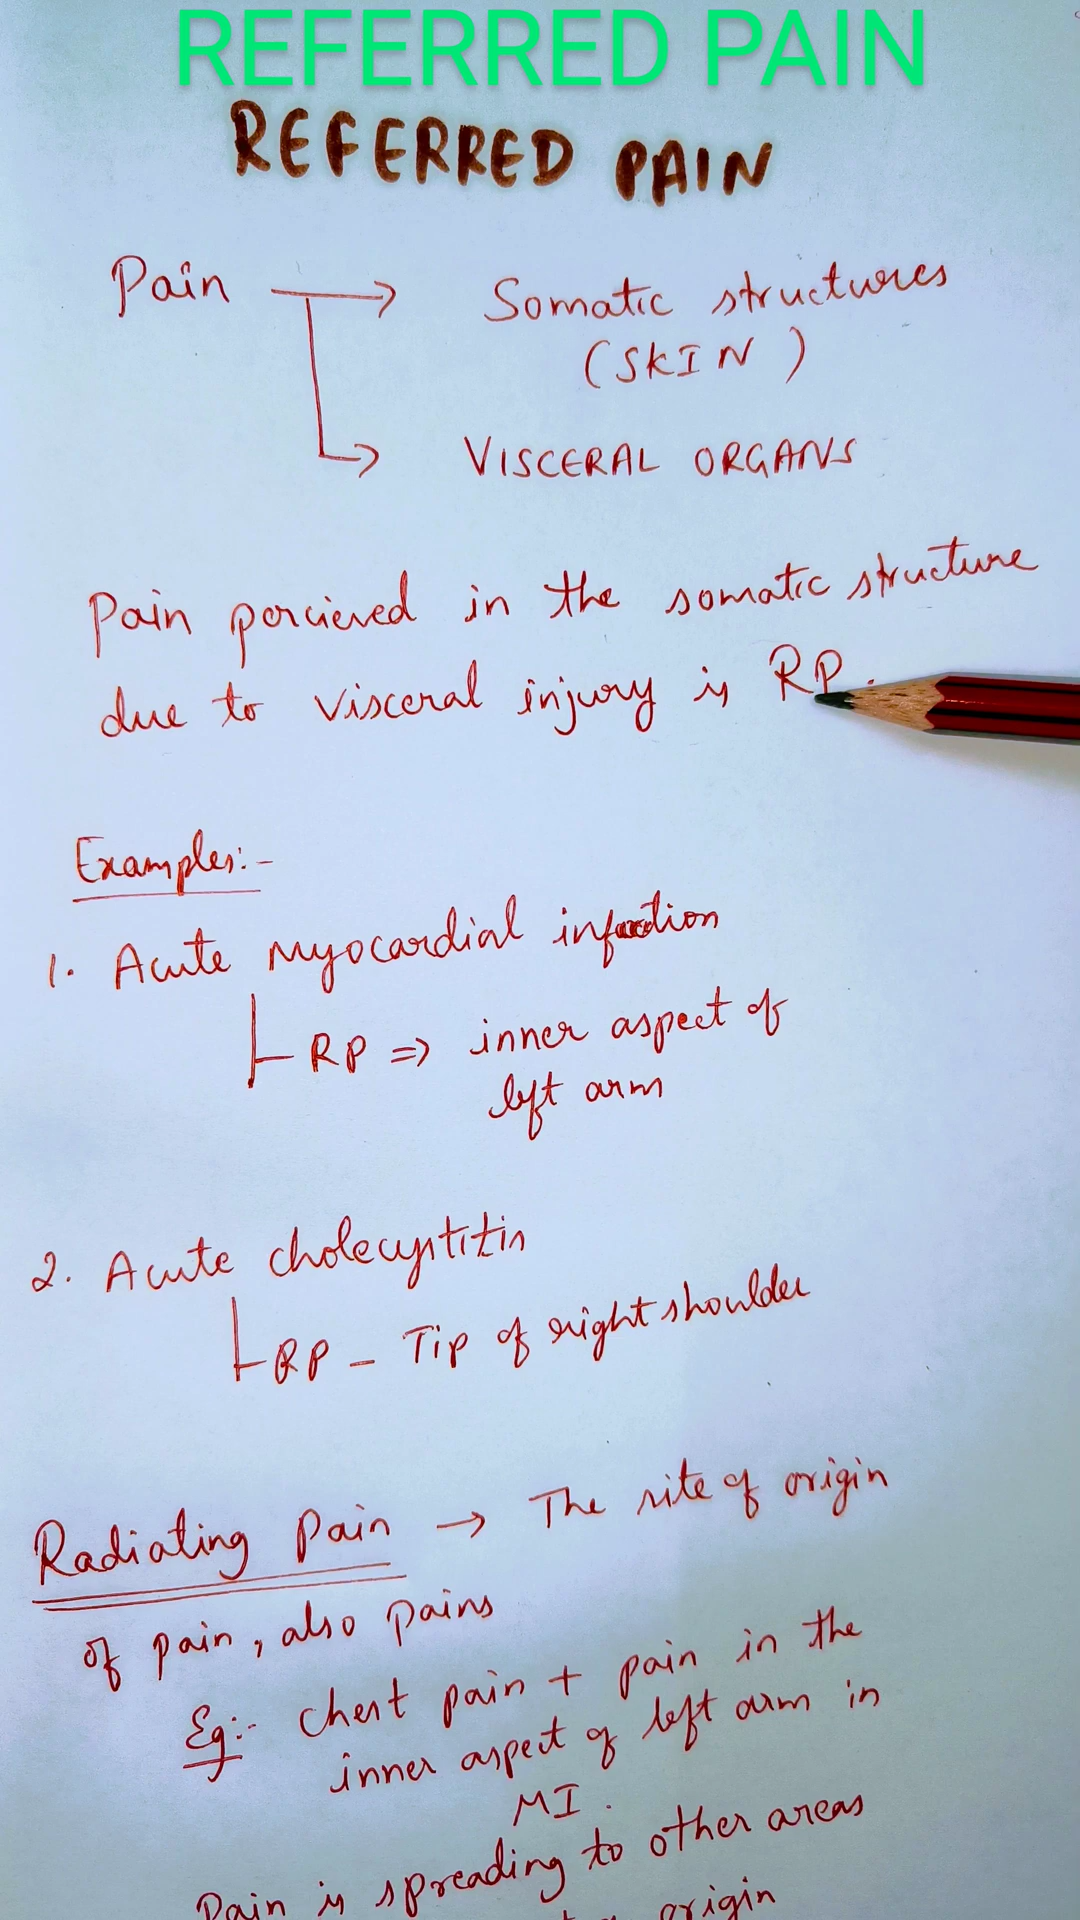 REFERRED PAIN
REFERRED PAIN
Pain → Somatic structures
(SKIN)
→ VISCERAL ORGANS
Pain percieved in the somatic structure
due to visceral injury is RP.
Examples:-
1. Acute myocardial infarction
RP ⇒ inner aspect of
left arm
2. Acute cholecystitis
RP - Tip of right shoulder
Radiating Pain → The site of origin
of pain, also pains
Eg:- chest pain + pain in the
inner aspect of left arm in
MI.
Pain is spreading to other areas
origin